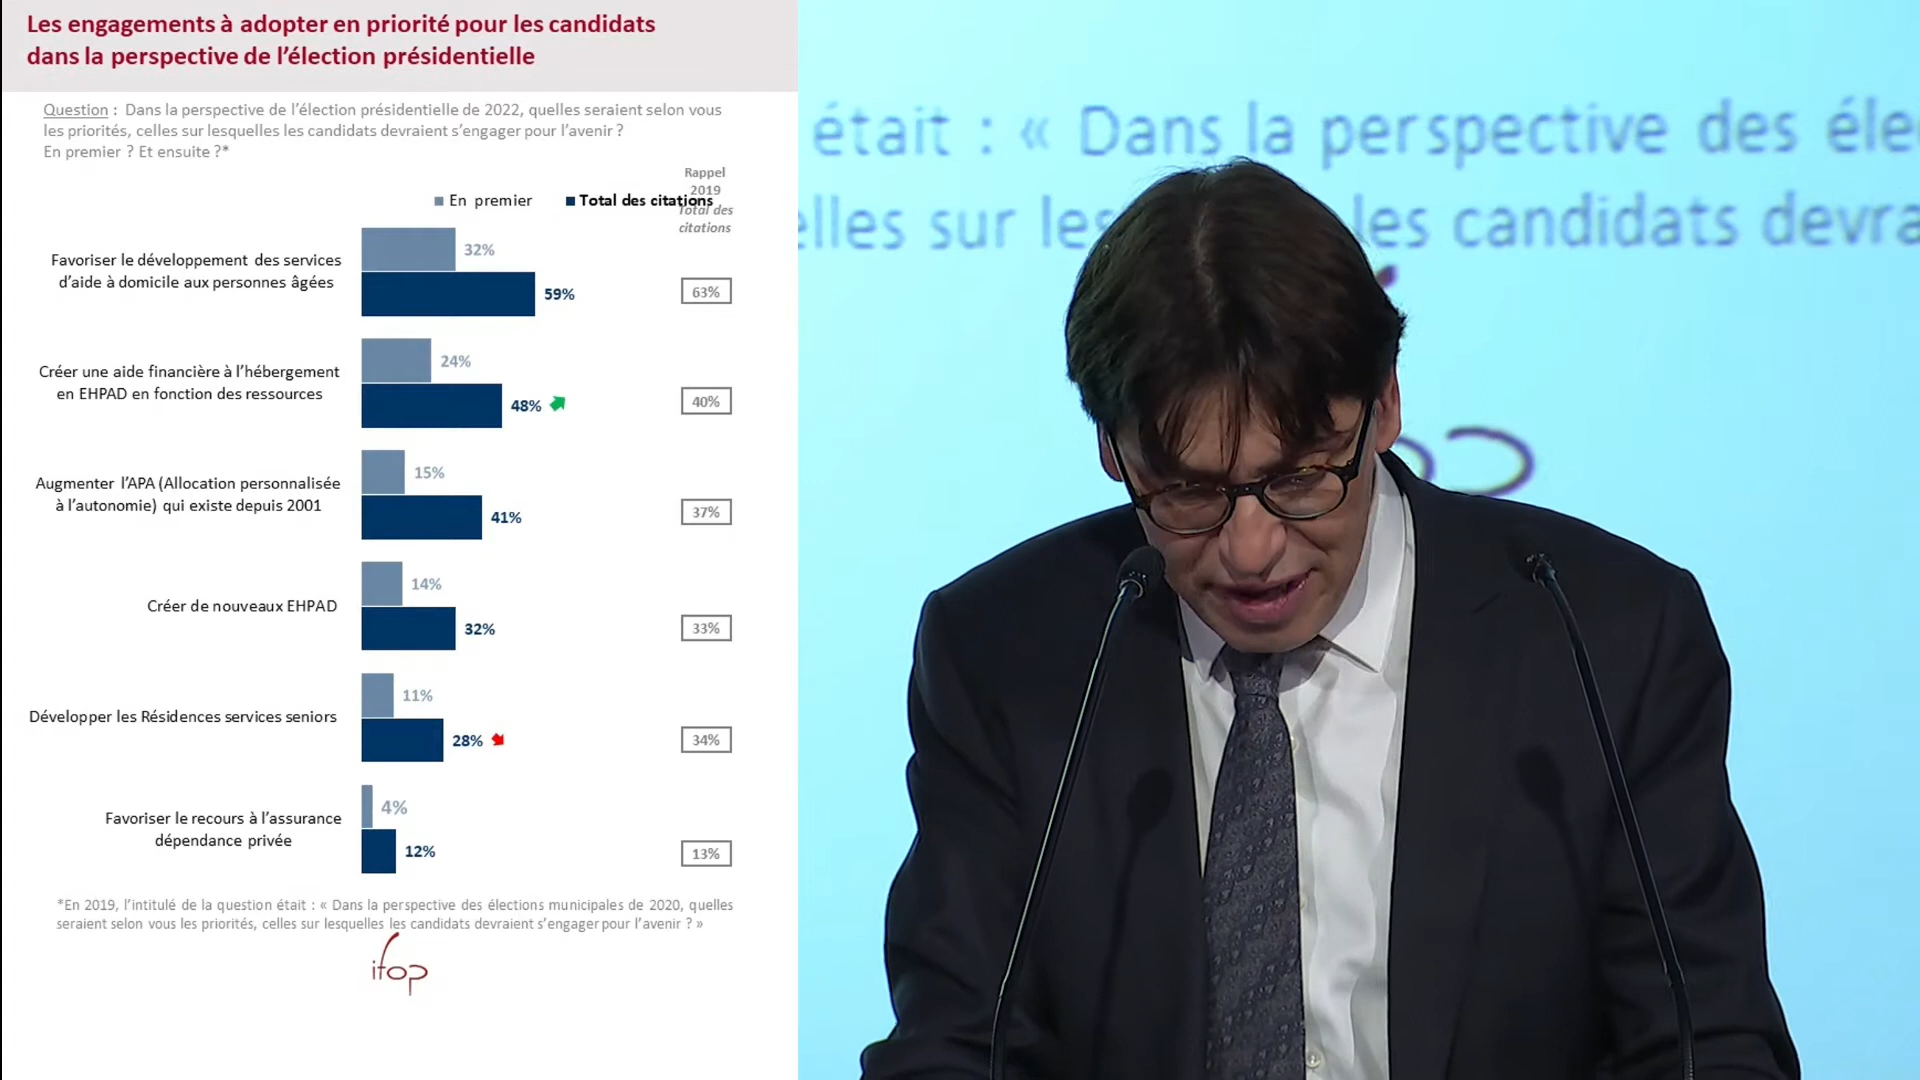 Les engagements à adopter en priorité pour les candidats
dans la perspective de l'élection présidentielle
Question : Dans la perspective de l'élection présidentielle de 2022, quelles seraient selon vous
les priorités, celles sur lesquelles les candidats devraient s'engager pour l'avenir ?
En premier ? Et ensuite ?*
Rappel
2019
Total des
citations
En premier
Total des citations
Favoriser le développement des services
d'aide à domicile aux personnes âgées
32%
59%
63%
Créer une aide financière à l'hébergement
en EHPAD en fonction des ressources
24%
48%
40%
Augmenter l'APA (Allocation personnalisée
à l'autonomie) qui existe depuis 2001
15%
41%
37%
Créer de nouveaux EHPAD
14%
32%
33%
Développer les Résidences services seniors
11%
28%
34%
Favoriser le recours à l'assurance
dépendance privée
4%
12%
13%
*En 2019, l'intitulé de la question était : « Dans la perspective des élections municipales de 2020, quelles
seraient selon vous les priorités, celles sur lesquelles les candidats devraient s'engager pour l'avenir ? »
ifop
était : « Dans la perspective des éle
elles sur les les candidats devra